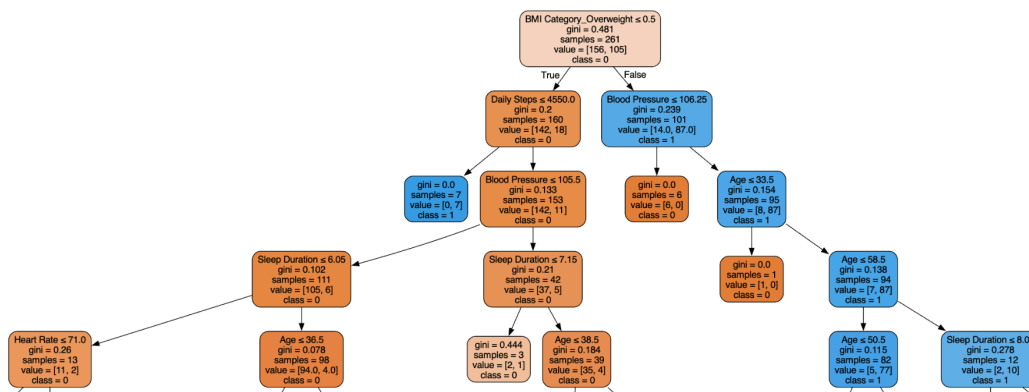 BMI Category_Overweight ≤ 0.5
gini = 0.481
samples = 261
value = [156, 105]
class = 0
True
False
Daily Steps ≤ 4550.0
gini = 0.2
samples = 160
value = [142, 18]
class = 0
Blood Pressure ≤ 106.25
gini = 0.239
samples = 101
value = [14.0, 87.0]
class = 1
gini = 0.0
samples = 7
value = [0, 7]
class = 1
Blood Pressure ≤ 105.5
gini = 0.133
samples = 153
value = [142, 11]
class = 0
gini = 0.0
samples = 6
value = [6, 0]
class = 0
Age ≤ 33.5
gini = 0.154
samples = 95
value = [8, 87]
class = 1
Sleep Duration ≤ 6.05
gini = 0.102
samples = 111
value = [105, 6]
class = 0
Sleep Duration ≤ 7.15
gini = 0.21
samples = 42
value = [37, 5]
class = 0
gini = 0.0
samples = 1
value = [1, 0]
class = 0
Age ≤ 58.5
gini = 0.138
samples = 94
value = [7, 87]
class = 1
Heart Rate ≤ 71.0
gini = 0.26
samples = 13
value = [11, 2]
class = 0
Age ≤ 36.5
gini = 0.078
samples = 98
value = [94.0, 4.0]
class = 0
gini = 0.444
samples = 3
value = [2, 1]
class = 0
Age ≤ 38.5
gini = 0.184
samples = 39
value = [35, 4]
class = 0
Age ≤ 50.5
gini = 0.115
samples = 82
value = [5, 77]
class = 1
Sleep Duration ≤ 8.0
gini = 0.278
samples = 12
value = [2, 10]
class = 1